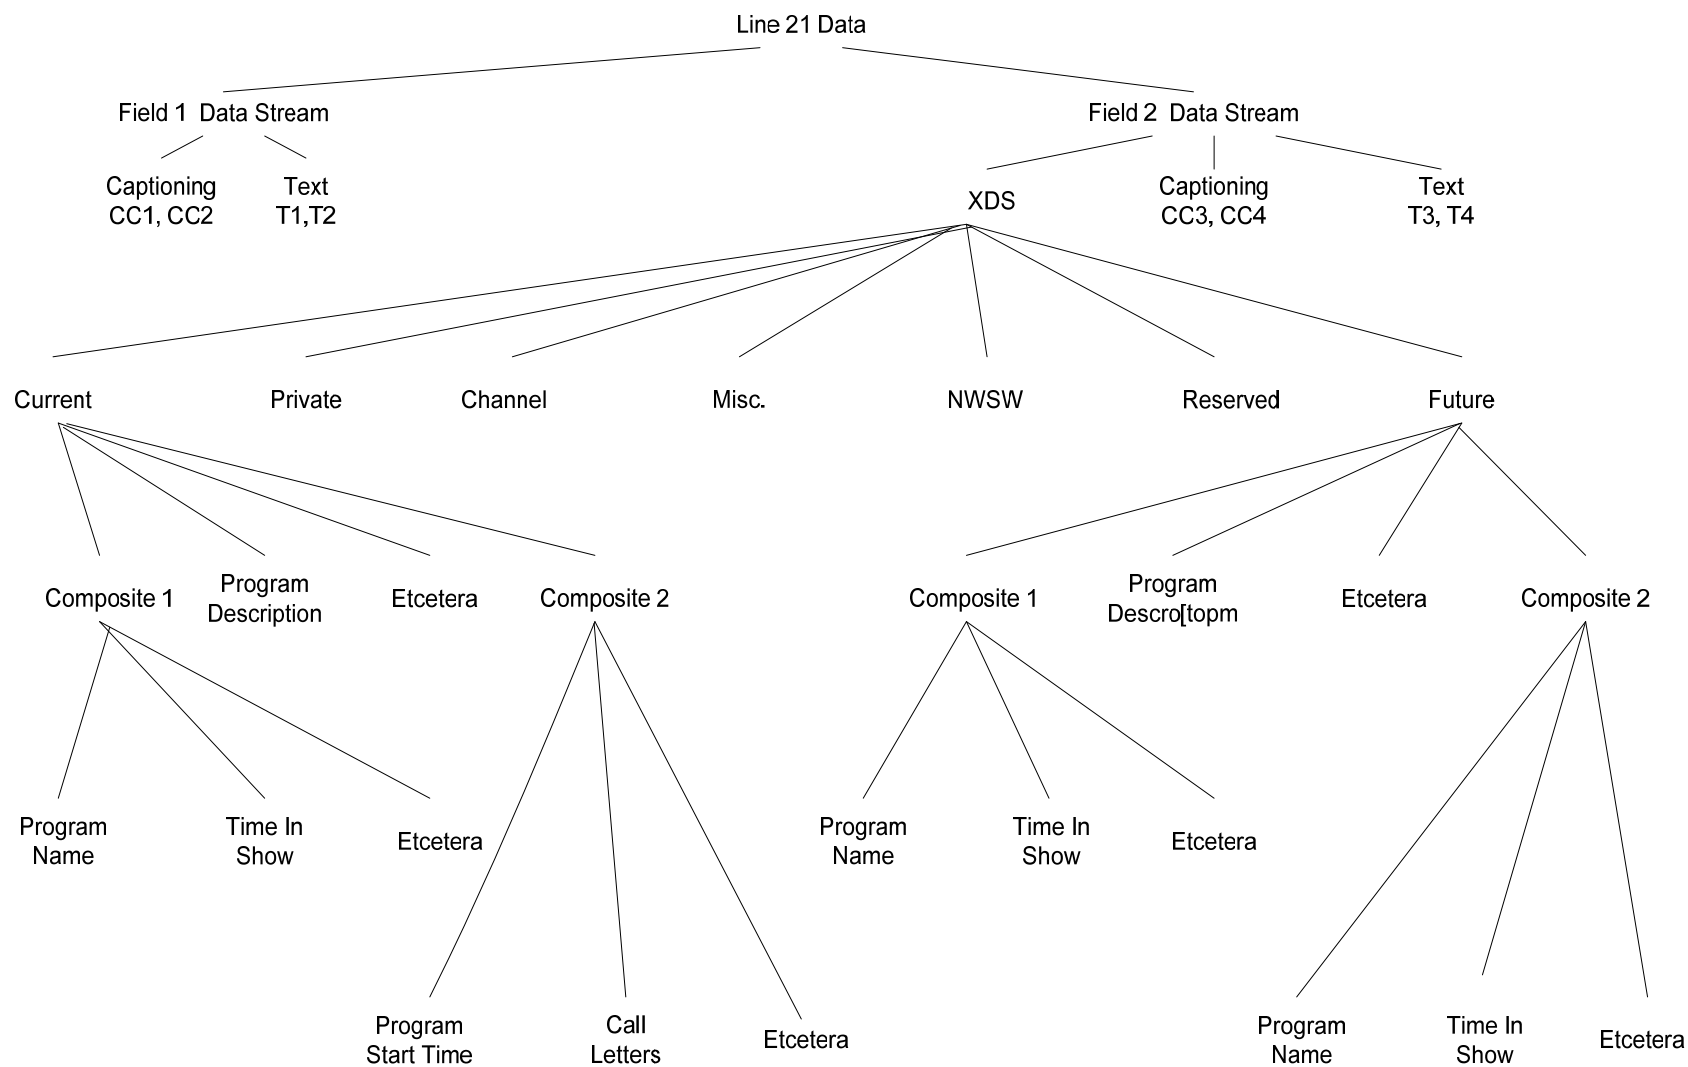 Line 21 Data
Field 1 Data Stream
Field 2 Data Stream
Captioning
CC1, CC2
Text
T1,T2
XDS
Captioning
CC3, CC4
Text
T3, T4
Current
Private
Channel
Misc.
NWSW
Reserved
Future
Composite 1
Program
Description
Etcetera
Composite 2
Composite 1
Program
Descro[topm
Etcetera
Composite 2
Program
Name
Time In
Show
Etcetera
Program
Name
Time In
Show
Etcetera
Program
Start Time
Call
Letters
Etcetera
Program
Name
Time In
Show
Etcetera